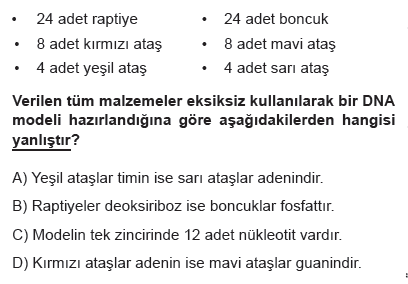 • 24 adet raptiye • 24 adet boncuk
• 8 adet kırmızı ataş • 8 adet mavi ataş
• 4 adet yeşil ataş • 4 adet sarı ataş
Verilen tüm malzemeler eksiksiz kullanılarak bir DNA
modeli hazırlandığına göre aşağıdakilerden hangisi
yanlıştır?
A) Yeşil ataşlar timin ise sarı ataşlar adenindir.
B) Raptiyeler deoksiriboz ise boncuklar fosfattır.
C) Modelin tek zincirinde 12 adet nükleotit vardır.
D) Kırmızı ataşlar adenin ise mavi ataşlar guanindir.